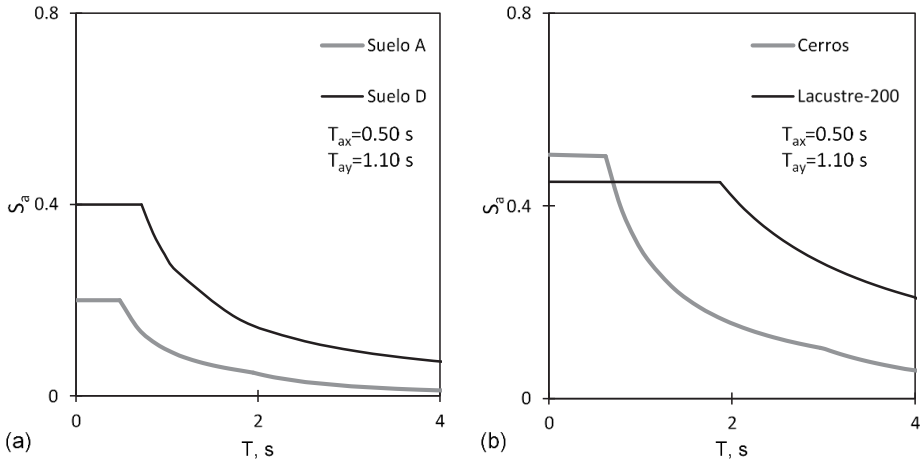 0.8
Suelo A
Suelo D
Tax=0.50 s
Tay=1.10 s
Sa
0.4
0
0
2
4
(a)
T, s
0.8
Cerros
Lacustre-200
Tax=0.50 s
Tay=1.10 s
Sa
0.4
0
0
2
4
(b)
T, s